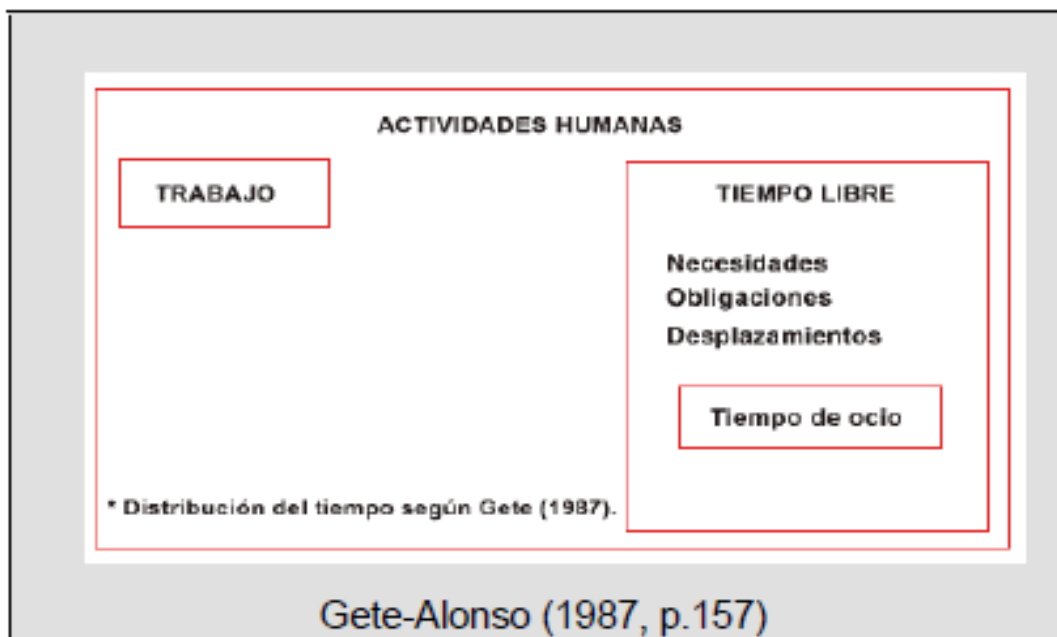 ACTIVIDADES HUMANAS
TRABAJO
TIEMPO LIBRE
Necesidades
Obligaciones
Desplazamientos
Tiempo de ocio
* Distribución del tiempo según Gete (1987).
Gete-Alonso (1987, p.157)